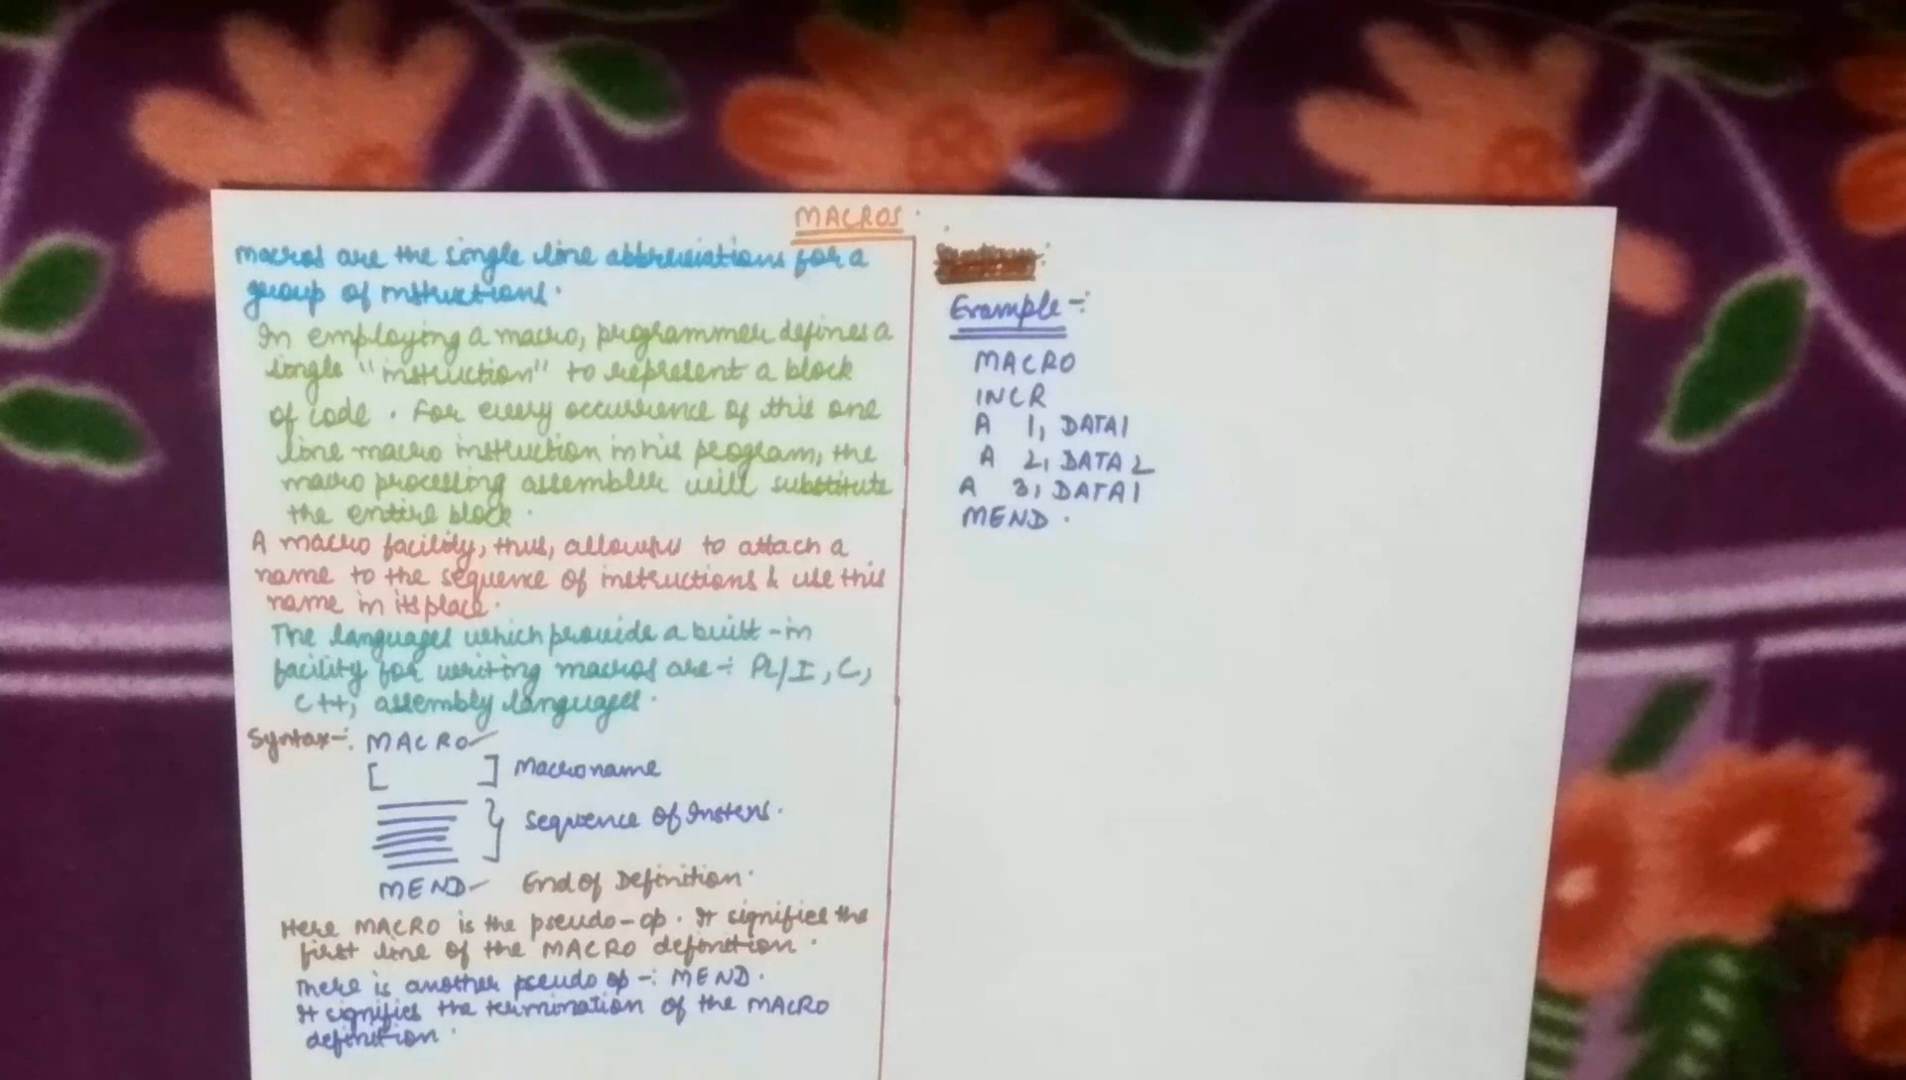 MACROS.
Macros are the single line abbreviations for a
group of instructions.
In employing a macro, programmer defines a
single "instruction" to represent a block
of code. For every occurrence of this one
line macro instruction in his program, the
macro processing assembler will substitute
the entire block.
A macro facility, thus, allows to attach a
name to the sequence of instructions & use this
name in its place.
The languages which provide a built-in
facility for writing macros are -: PL/I, C,
C++, assembly languages.
Syntax-: MACRO
[ ] Macroname
Sequence of Instrns.
MEND - End of Definition.
Here MACRO is the pseudo-op. It signifies the
first line of the MACRO definition.
There is another pseudo op -: MEND.
It signifies the termination of the MACRO
definition.
Example -:
MACRO
INCR
A 1, DATA1
A 2, DATA2
A 3, DATA1
MEND.